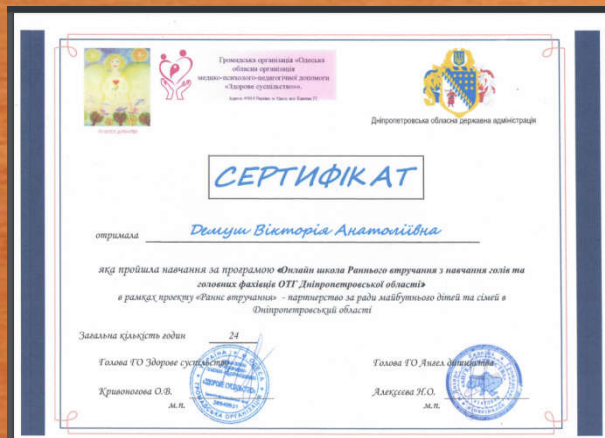 Громадська організація «Одеська
обласна організація
медико-психолого-педагогічної допомоги
«Здорове суспільство».
Дніпропетровська обласна державна адміністрація
СЕРТИФІКАТ
отримала Демуш Вікторія Анатоліївна
яка пройшла навчання за програмою «Онлайн школа Раннього втручання з навчання голів та
головних фахівців ОТГ Дніпропетровської області»
в рамках проекту «Раннє втручання» - партнерство за ради майбутнього дітей та сімей в
Дніпропетровській області
Загальна кількість годин 24
Голова ГО Здорове суспільство Голова ГО Ангел дитинства
Кривоногова О.В. Алексєєва Н.О.
м.п. м.п.